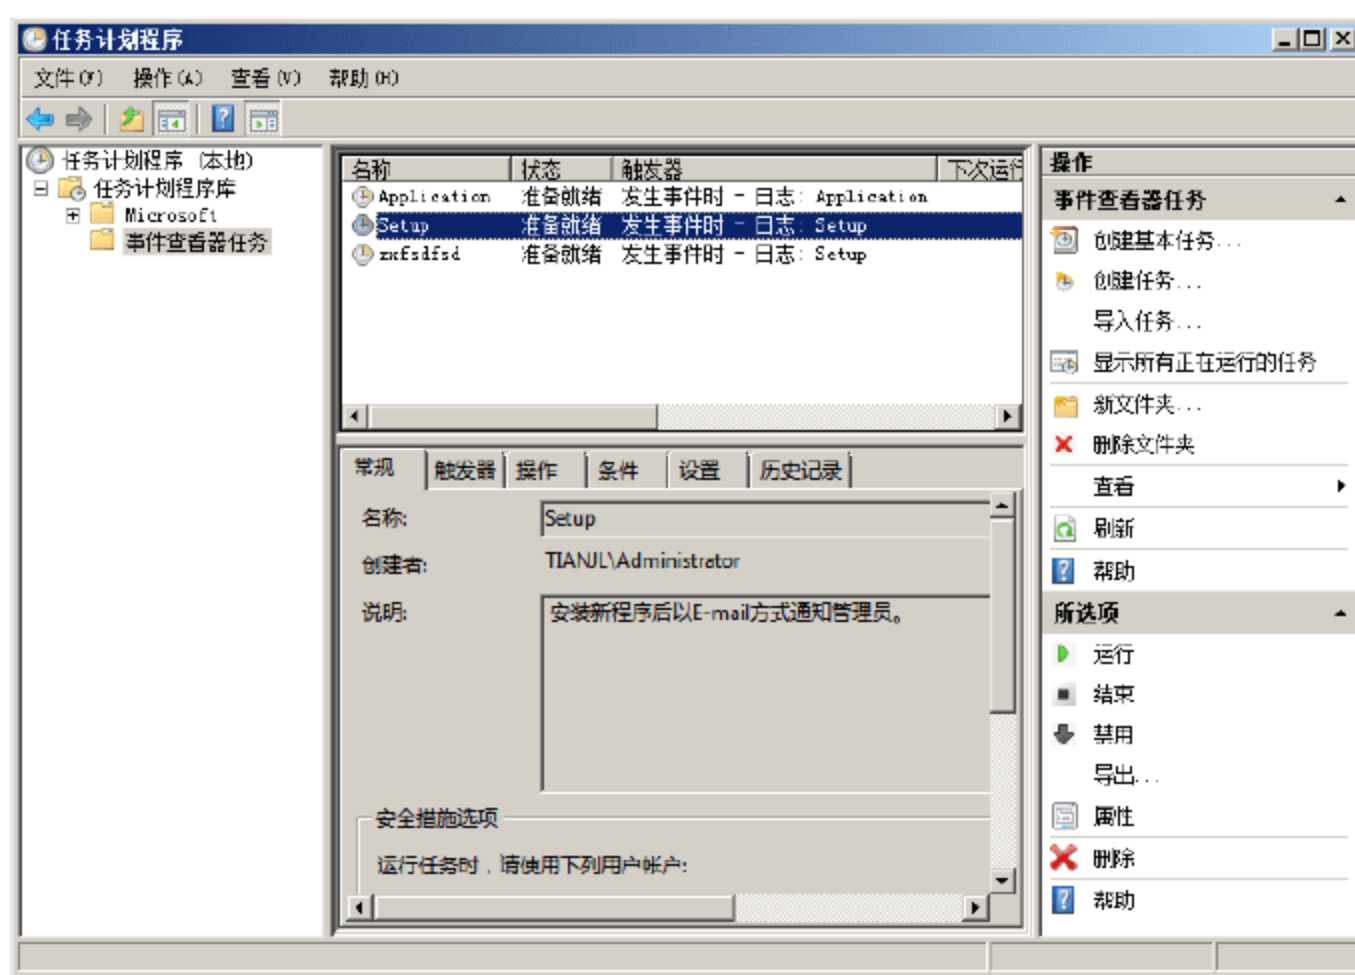 任务计划程序
文件(F) 操作(A) 查看(V) 帮助(H)
任务计划程序 (本地)
任务计划程序库
Microsoft
事件查看器任务
名称 状态 触发器 下次运行
Application 准备就绪 发生事件时 - 日志: Application
Setup 准备就绪 发生事件时 - 日志: Setup
zxfsdfsd 准备就绪 发生事件时 - 日志: Setup
常规 触发器 操作 条件 设置 历史记录
名称: Setup
创建者: TIANJL\Administrator
说明: 安装新程序后以E-mail方式通知管理员。
安全措施选项
运行任务时，请使用下列用户帐户:
操作
事件查看器任务
创建基本任务...
创建任务...
导入任务...
显示所有正在运行的任务
新文件夹...
删除文件夹
查看
刷新
帮助
所选项
运行
结束
禁用
导出...
属性
删除
帮助